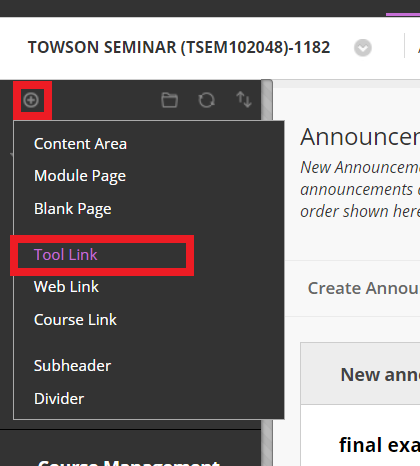 TOWSON SEMINAR (TSEM102048)-1182
Content Area
Module Page
Blank Page
Tool Link
Web Link
Course Link
Subheader
Divider
Course Management
Announcem
New Announceme
announcements
order shown here
Create Annou
New anno
final exa